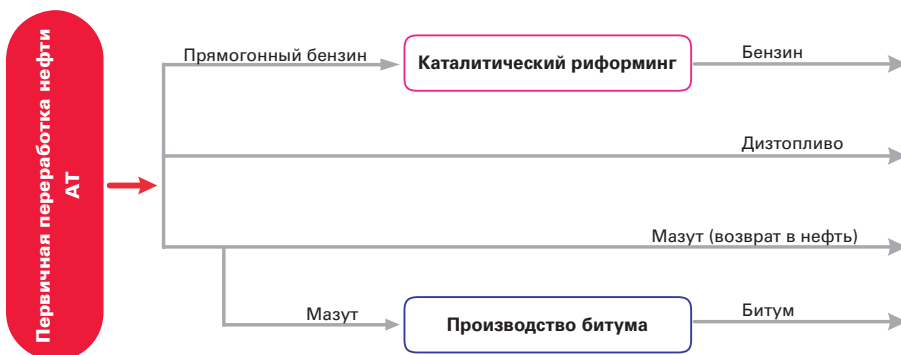 Первичная переработка нефти
АТ
Прямогонный бензин
Каталитический риформинг
Бензин
Дизтопливо
Мазут (возврат в нефть)
Мазут
Производство битума
Битум